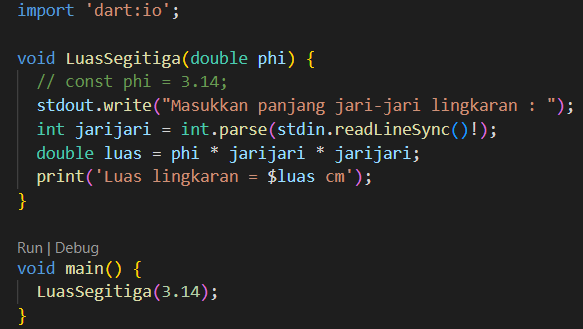 import 'dart:io';
void LuasSegitiga(double phi) {
// const phi = 3.14;
stdout.write("Masukkan panjang jari-jari lingkaran : ");
int jarijari = int.parse(stdin.readLineSync()!);
double luas = phi * jarijari * jarijari;
print('Luas lingkaran = $luas cm');
}
Run | Debug
void main() {
LuasSegitiga(3.14);
}